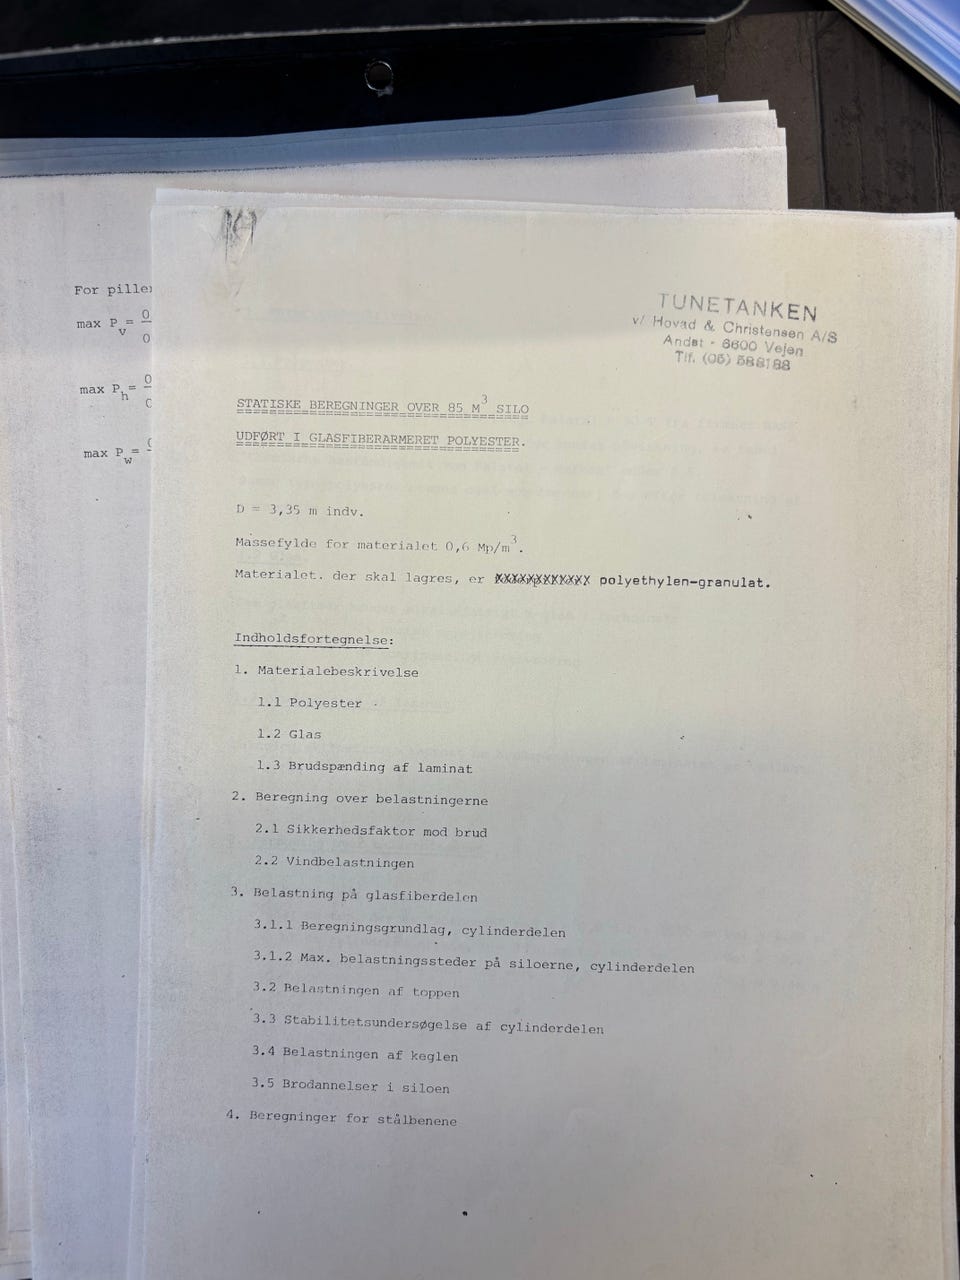 For pille
max Pv = 0
0
max Ph = 0
max Pw =
TUNETANKEN
v/ Hovad & Christensen A/S
Andst - 6600 Vejen
Tlf. (05) 588188
STATISKE BEREGNINGER OVER 85 M3 SILO
UDFØRT I GLASFIBERARMERET POLYESTER.
D = 3,35 m indv.
Massefylde for materialet 0,6 Mp/m3.
Materialet. der skal lagres, er XXXXXXXXXXXX polyethylen-granulat.
Indholdsfortegnelse:
1. Materialebeskrivelse
1.1 Polyester
1.2 Glas
1.3 Brudspænding af laminat
2. Beregning over belastningerne
2.1 Sikkerhedsfaktor mod brud
2.2 Vindbelastningen
3. Belastning på glasfiberdelen
3.1.1 Beregningsgrundlag, cylinderdelen
3.1.2 Max. belastningssteder på siloerne, cylinderdelen
3.2 Belastningen af toppen
3.3 Stabilitetsundersøgelse af cylinderdelen
3.4 Belastningen af keglen
3.5 Brodannelser i siloen
4. Beregninger for stålbenene